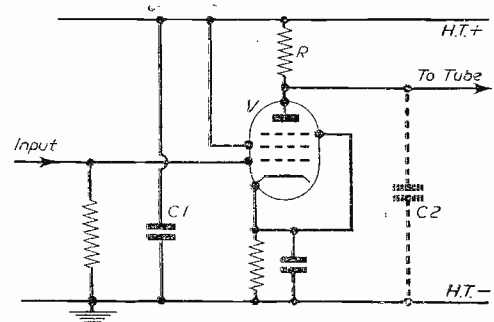 H.T.+
R
To Tube
V
Input
C1
C2
H.T.−